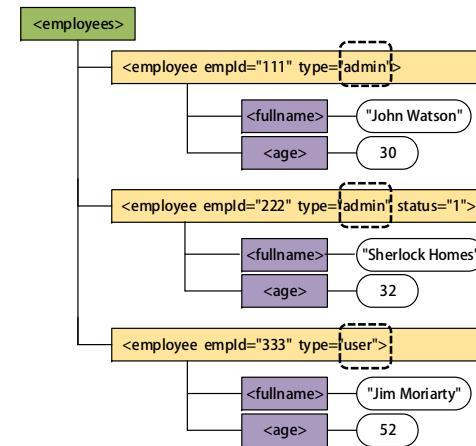 <employees>
<employee empId="111" type="admin">
<fullname> "John Watson"
<age> 30
<employee empId="222" type="admin" status="1">
<fullname> "Sherlock Homes"
<age> 32
<employee empId="333" type="user">
<fullname> "Jim Moriarty"
<age> 52